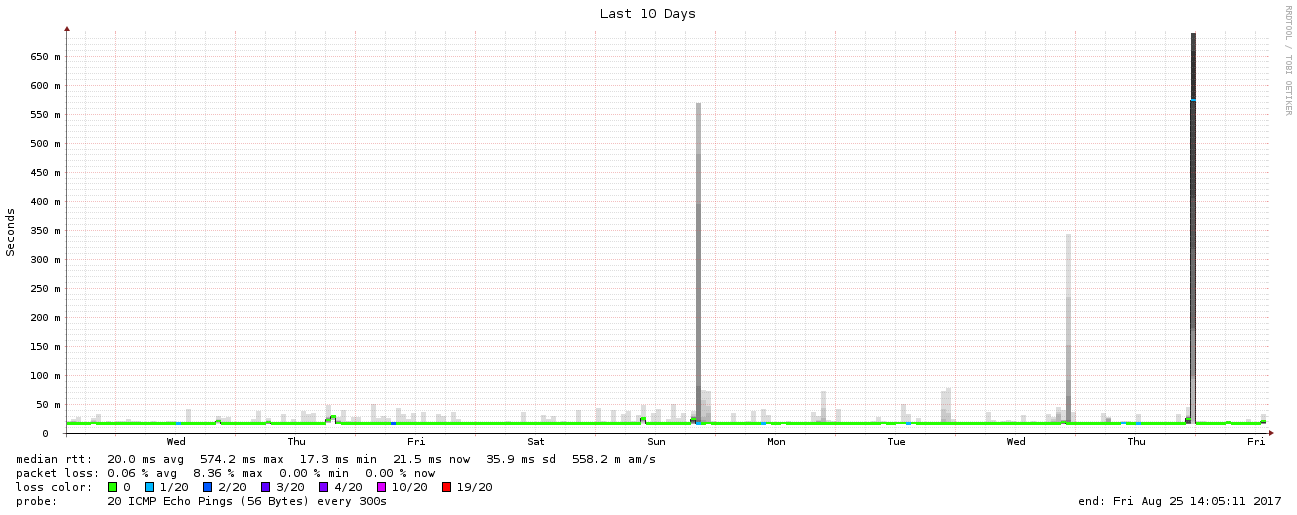 Last 10 Days
RRDTOOL / TOBI OETIKER
Seconds
650 m
600 m
550 m
500 m
450 m
400 m
350 m
300 m
250 m
200 m
150 m
100 m
50 m
0
Wed Thu Fri Sat Sun Mon Tue Wed Thu Fri
median rtt: 20.0 ms avg 574.2 ms max 17.3 ms min 21.5 ms now 35.9 ms sd 558.2 m am/s
packet loss: 0.06 % avg 8.36 % max 0.00 % min 0.00 % now
loss color: 0 1/20 2/20 3/20 4/20 10/20 19/20
probe: 20 ICMP Echo Pings (56 Bytes) every 300s end: Fri Aug 25 14:05:11 2017